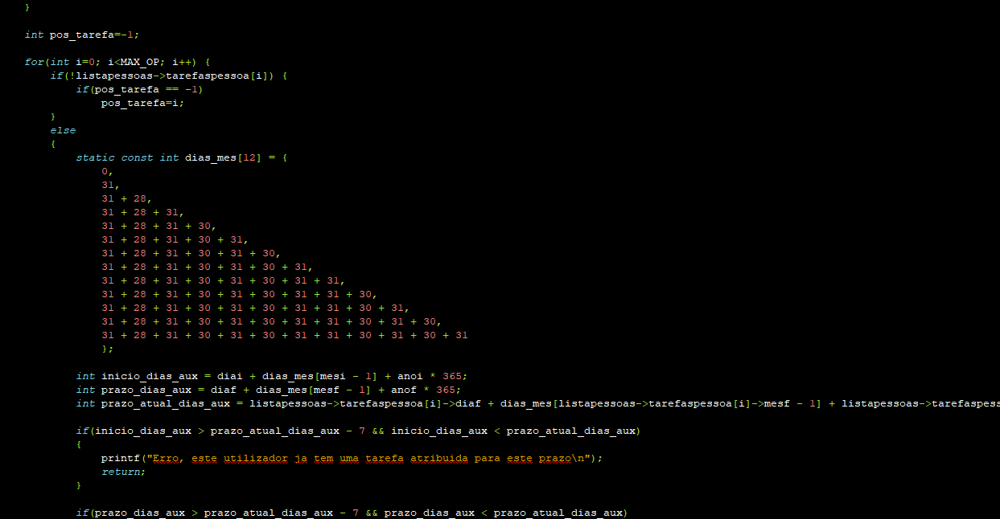 }
int pos_tarefa=-1;
for(int i=0; i<MAX_OP; i++) {
if(!listapessoas->tarefaspessoa[i]) {
if(pos_tarefa == -1)
pos_tarefa=i;
}
else
{
static const int dias_mes[12] = {
0,
31,
31 + 28,
31 + 28 + 31,
31 + 28 + 31 + 30,
31 + 28 + 31 + 30 + 31,
31 + 28 + 31 + 30 + 31 + 30,
31 + 28 + 31 + 30 + 31 + 30 + 31,
31 + 28 + 31 + 30 + 31 + 30 + 31 + 31,
31 + 28 + 31 + 30 + 31 + 30 + 31 + 31 + 30,
31 + 28 + 31 + 30 + 31 + 30 + 31 + 31 + 30 + 31,
31 + 28 + 31 + 30 + 31 + 30 + 31 + 31 + 30 + 31 + 30,
31 + 28 + 31 + 30 + 31 + 30 + 31 + 31 + 30 + 31 + 30 + 31
};
int inicio_dias_aux = diai + dias_mes[mesi - 1] + anoi * 365;
int prazo_dias_aux = diaf + dias_mes[mesf - 1] + anof * 365;
int prazo_atual_dias_aux = listapessoas->tarefaspessoa[i]->diaf + dias_mes[listapessoas->tarefaspessoa[i]->mesf - 1] + listapessoas->tarefaspess
if(inicio_dias_aux > prazo_atual_dias_aux - 7 && inicio_dias_aux < prazo_atual_dias_aux)
{
printf("Erro, este utilizador ja tem uma tarefa atribuida para este prazo\n");
return;
}
if(prazo_dias_aux > prazo_atual_dias_aux - 7 && prazo_dias_aux < prazo_atual_dias_aux)